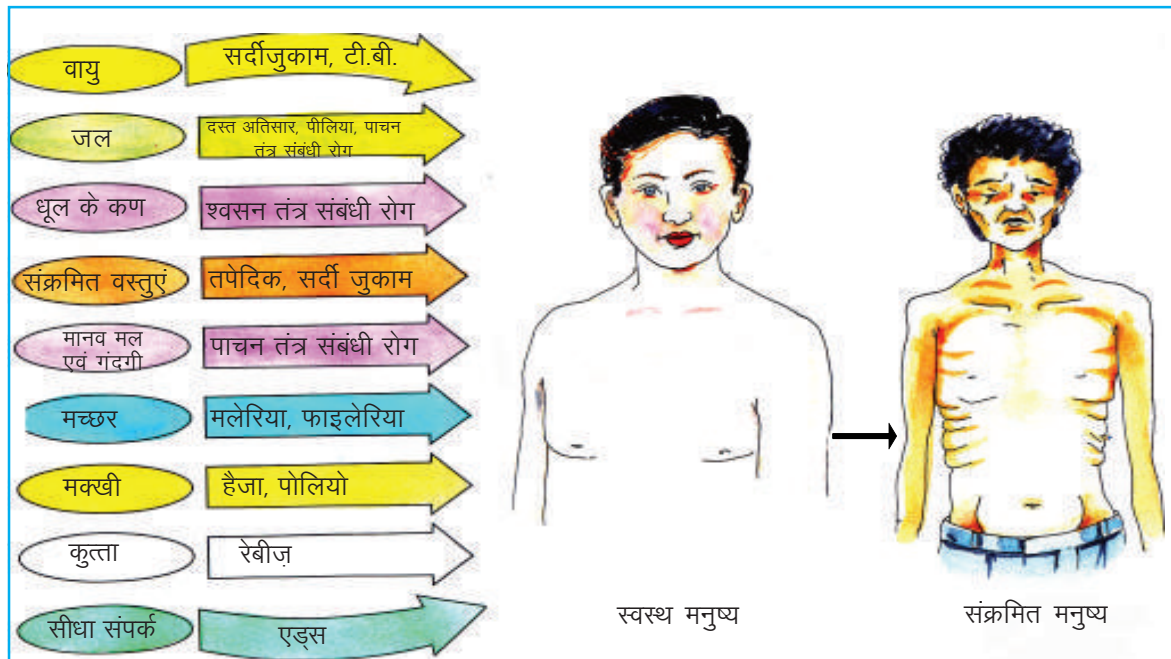 वायु
सर्दीजुकाम, टी.बी.
जल
दस्त अतिसार, पीलिया, पाचन
तंत्र संबंधी रोग
धूल के कण
श्वसन तंत्र संबंधी रोग
संक्रमित वस्तुएं
तपेदिक, सर्दी जुकाम
मानव मल
एवं गंदगी
पाचन तंत्र संबंधी रोग
मच्छर
मलेरिया, फाइलेरिया
मक्खी
हैजा, पोलियो
कुत्ता
रेबीज़
सीधा संपर्क
एड्स
स्वस्थ मनुष्य
संक्रमित मनुष्य